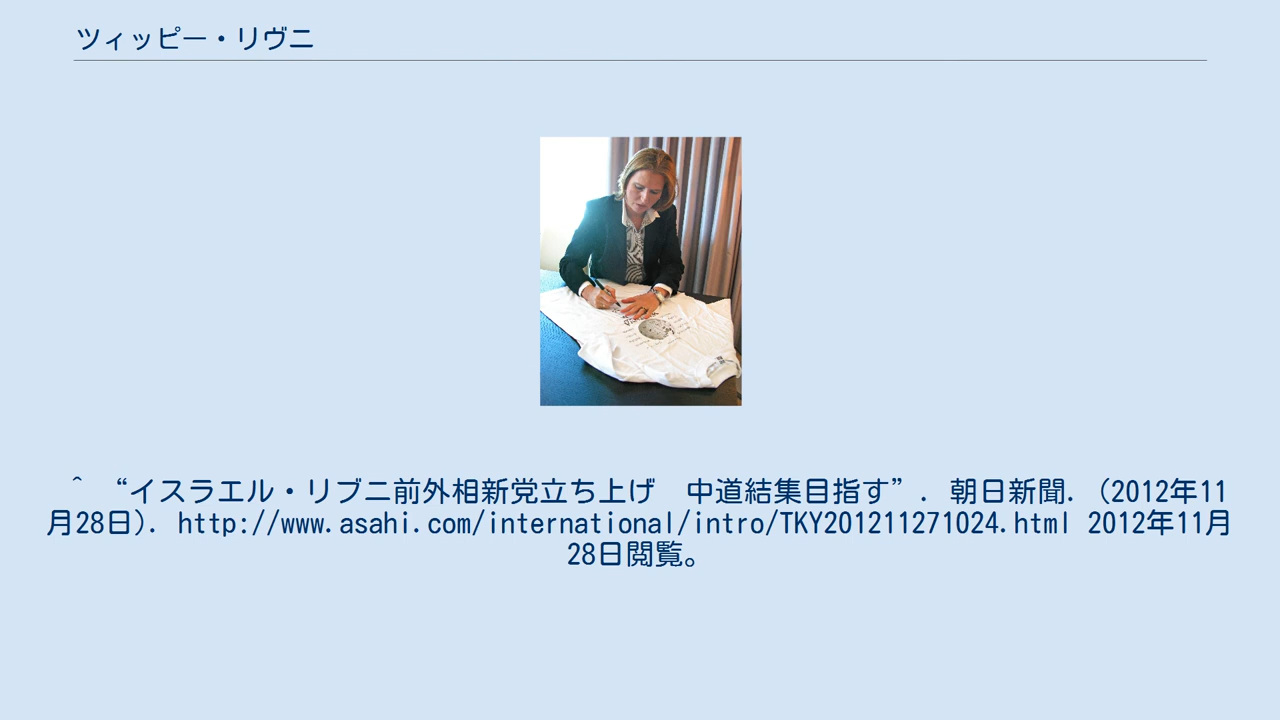 ツィッピー・リヴニ
^ “イスラエル・リブニ前外相新党立ち上げ　中道結集目指す”. 朝日新聞. (2012年11
月28日). http://www.asahi.com/international/intro/TKY201211271024.html 2012年11月
28日閲覧。